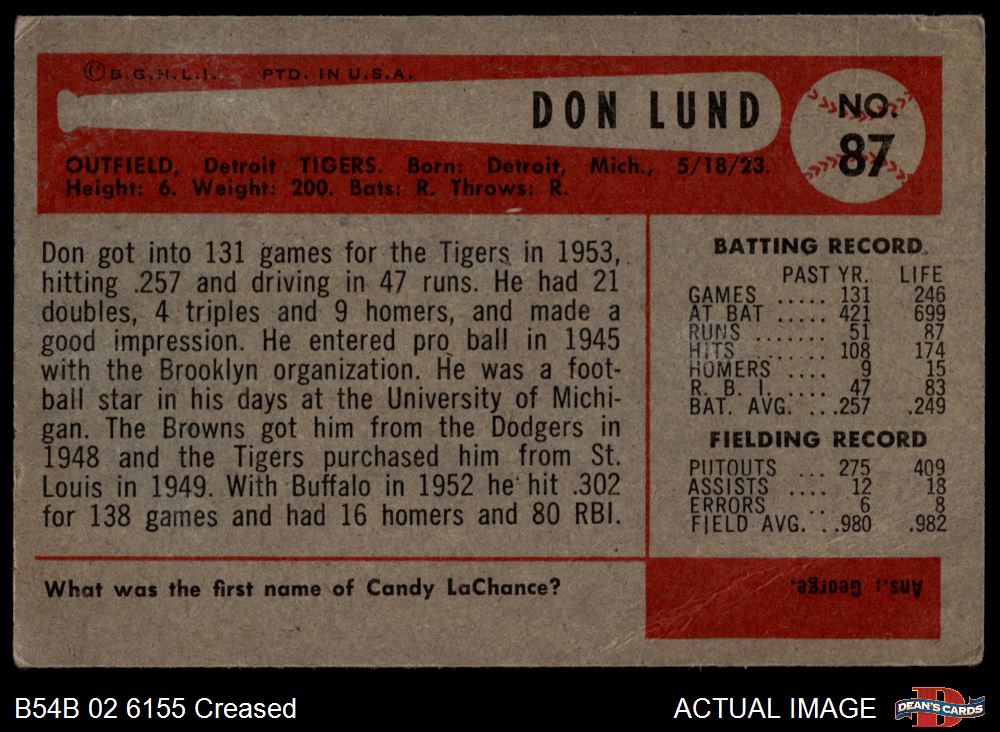 ©B.G.H.L.I. PTD. IN U.S.A.
DON LUND
NO.
87
OUTFIELD, Detroit TIGERS. Born: Detroit, Mich., 5/18/23.
Height: 6. Weight: 200. Bats: R. Throws: R.
Don got into 131 games for the Tigers in 1953,
hitting .257 and driving in 47 runs. He had 21
doubles, 4 triples and 9 homers, and made a
good impression. He entered pro ball in 1945
with the Brooklyn organization. He was a foot-
ball star in his days at the University of Michi-
gan. The Browns got him from the Dodgers in
1948 and the Tigers purchased him from St.
Louis in 1949. With Buffalo in 1952 he hit .302
for 138 games and had 16 homers and 80 RBI.
BATTING RECORD
PAST YR. LIFE
GAMES ..... 131 246
AT BAT ..... 421 699
RUNS ....... 51 87
HITS ...... 108 174
HOMERS .... 9 15
R. B. I. .... 47 83
BAT. AVG. ...257 .249
FIELDING RECORD
PUTOUTS ... 275 409
ASSISTS .... 12 18
ERRORS .... 6 8
FIELD AVG. ..980 .982
What was the first name of Candy LaChance?
Ans.: George.
B54B 02 6155 Creased
ACTUAL IMAGE
D
DEAN'S CARDS